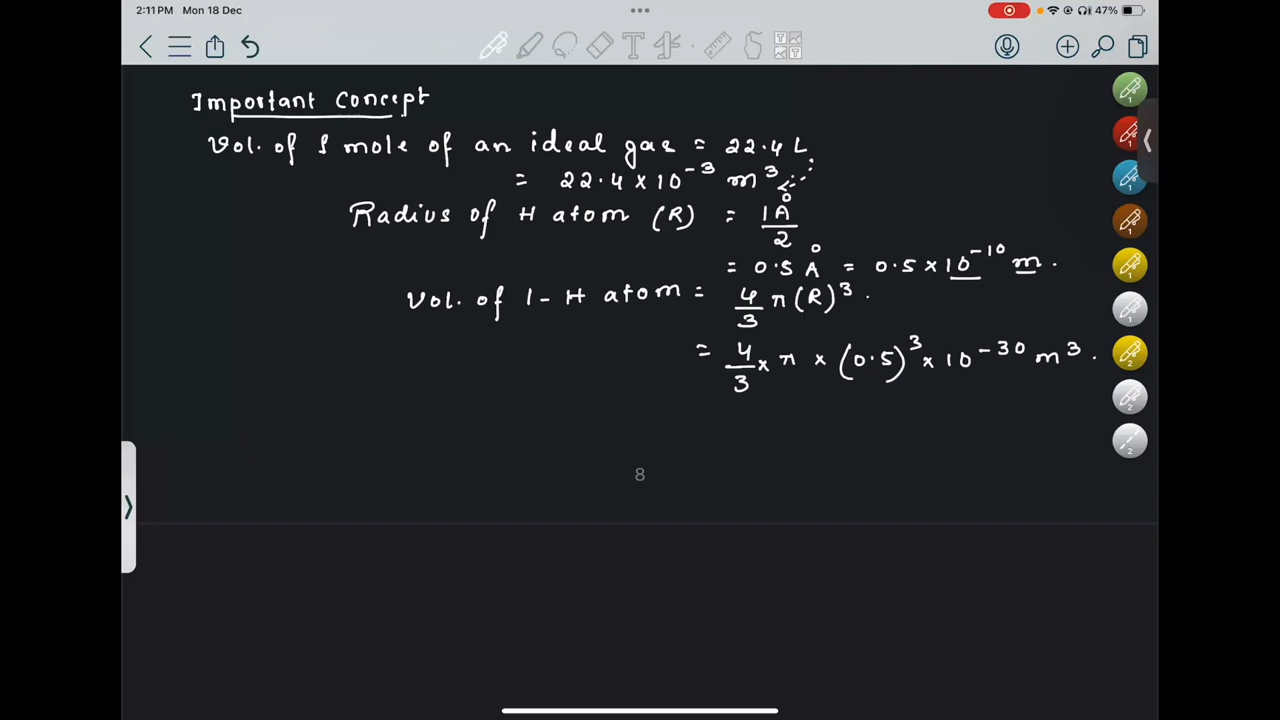 2:11 PM Mon 18 Dec
47%
Important Concept
Vol. of 1 mole of an ideal gas = 22.4 L
= 22.4 × 10⁻³ m³
Radius of H atom (R) = 1Å/2
= 0.5 Å = 0.5 × 10⁻¹⁰ m.
Vol. of 1-H atom = 4/3 π (R)³.
= 4/3 × π × (0.5)³ × 10⁻³⁰ m³.
8